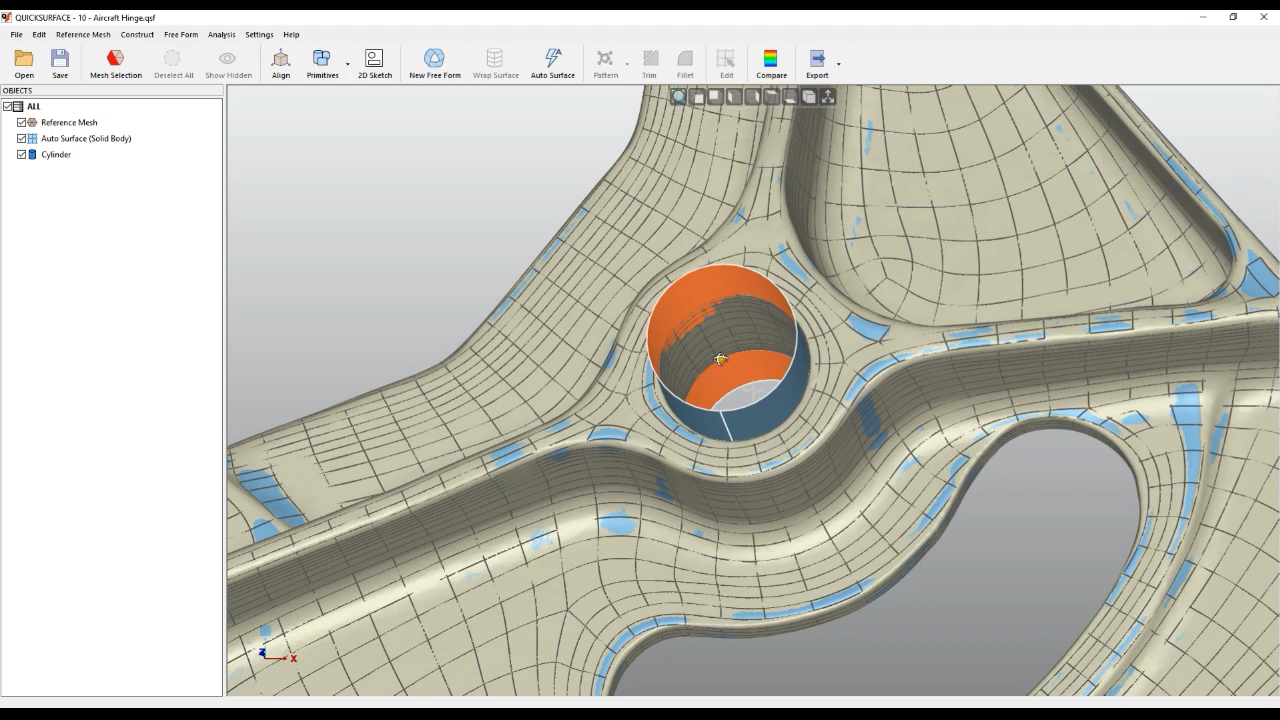 QUICKSURFACE - 10 - Aircraft Hinge.qsf
File Edit Reference Mesh Construct Free Form Analysis Settings Help
Open Save Mesh Selection Deselect All Show Hidden Align Primitives 2D Sketch New Free Form Wrap Surface Auto Surface Pattern Trim Fillet Edit Compare Export
OBJECTS
ALL
Reference Mesh
Auto Surface (Solid Body)
Cylinder
Z
X